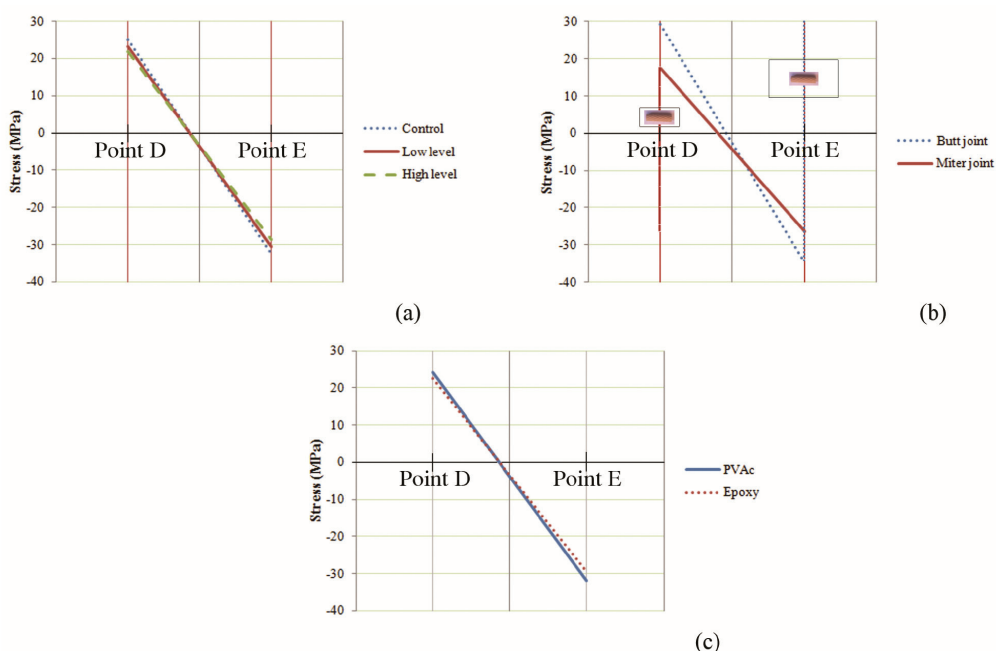 30
20
10
0
-10
-20
-30
-40
Stress (MPa)
Point D
Point E
Control
Low level
High level
(a)
30
20
10
0
-10
-20
-30
-40
Stress (MPa)
Point D
Point E
Butt joint
Miter joint
(b)
30
20
10
0
-10
-20
-30
-40
Stress (MPa)
Point D
Point E
PVAc
Epoxy
(c)